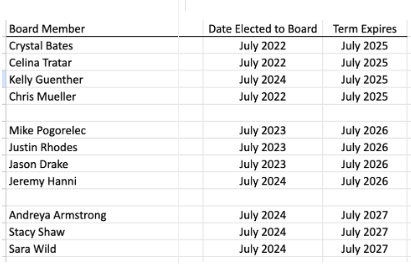 Board Member Date Elected to Board Term Expires
Crystal Bates July 2022 July 2025
Celina Tratar July 2022 July 2025
Kelly Guenther July 2024 July 2025
Chris Mueller July 2022 July 2025
Mike Pogorelec July 2023 July 2026
Justin Rhodes July 2023 July 2026
Jason Drake July 2023 July 2026
Jeremy Hanni July 2024 July 2026
Andreya Armstrong July 2024 July 2027
Stacy Shaw July 2024 July 2027
Sara Wild July 2024 July 2027